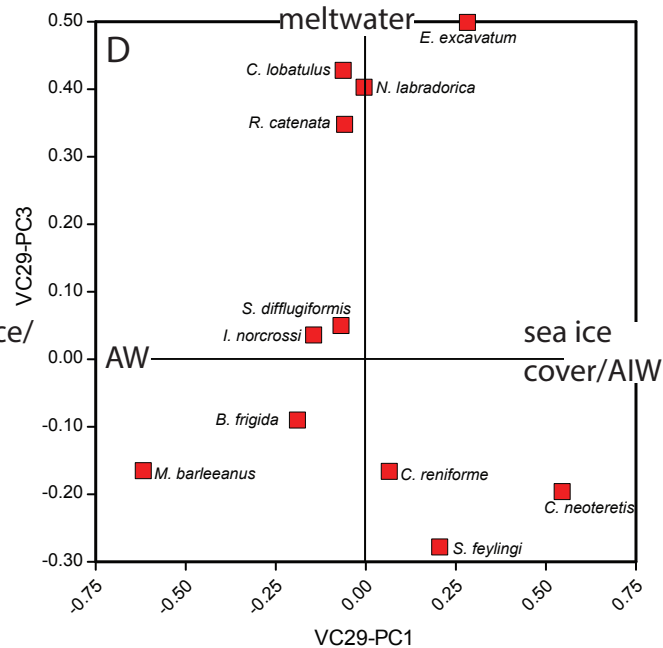 meltwater
D
0.50
E. excavatum
C. lobatulus
0.40
N. labradorica
R. catenata
0.30
0.20
VC29-PC3
0.10
S. difflugiformis
I. norcrossi
ce/
sea ice
0.00
AW
cover/AIW
B. frigida
-0.10
M. barleeanus
C. reniforme
-0.20
C. neoteretis
S. feylingi
-0.30
-0.75
-0.50
-0.25
0.00
0.25
0.50
0.75
VC29-PC1